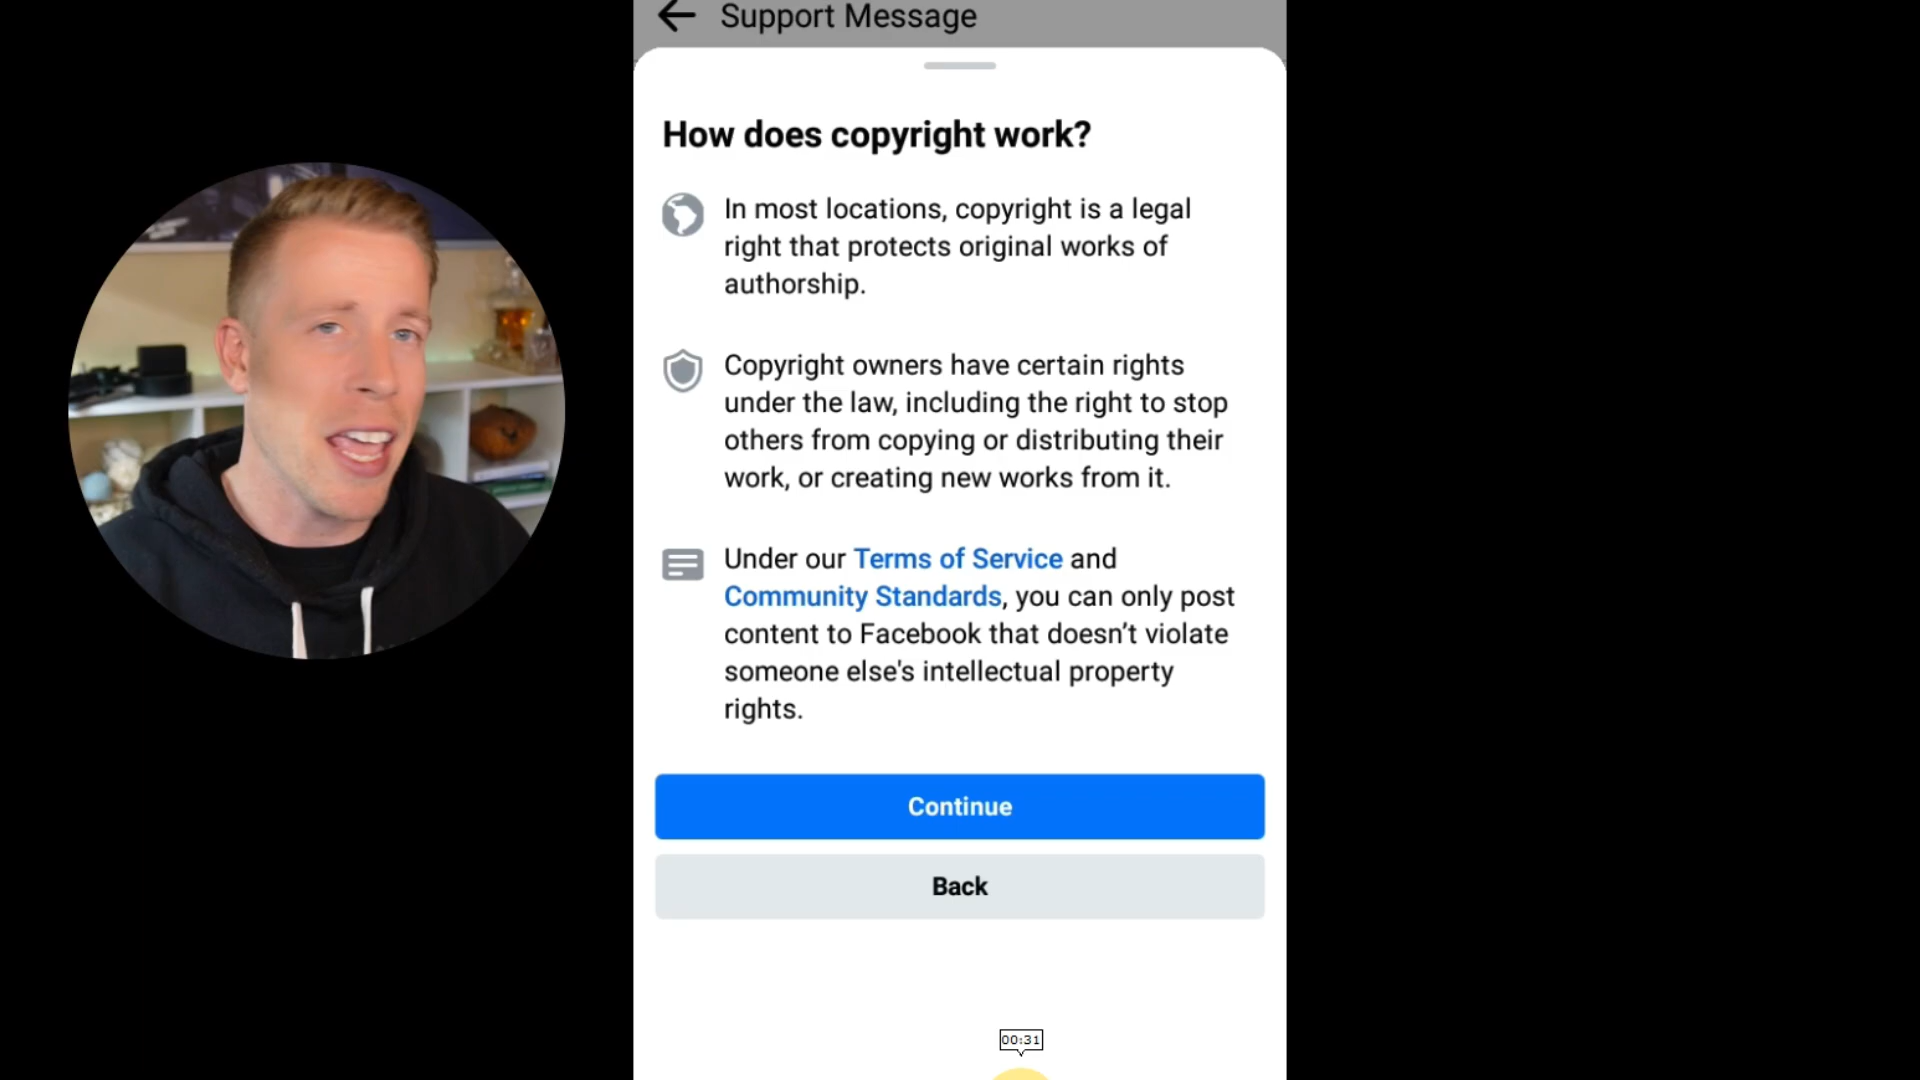 Support Message
How does copyright work?
In most locations, copyright is a legal
right that protects original works of
authorship.
Copyright owners have certain rights
under the law, including the right to stop
others from copying or distributing their
work, or creating new works from it.
Under our Terms of Service and
Community Standards, you can only post
content to Facebook that doesn’t violate
someone else's intellectual property
rights.
Continue
Back
00:31